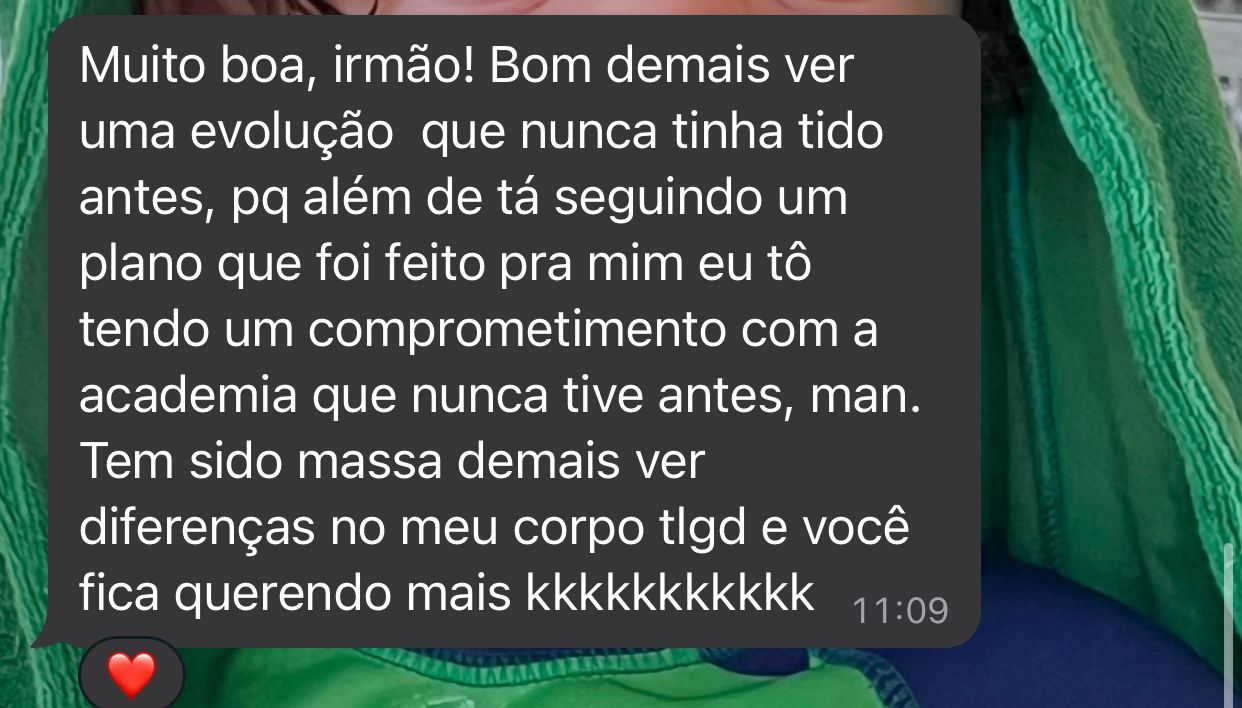 Muito boa, irmão! Bom demais ver
uma evolução  que nunca tinha tido
antes, pq além de tá seguindo um
plano que foi feito pra mim eu tô
tendo um comprometimento com a
academia que nunca tive antes, man.
Tem sido massa demais ver
diferenças no meu corpo tlgd e você
fica querendo mais kkkkkkkkkkk
11:09